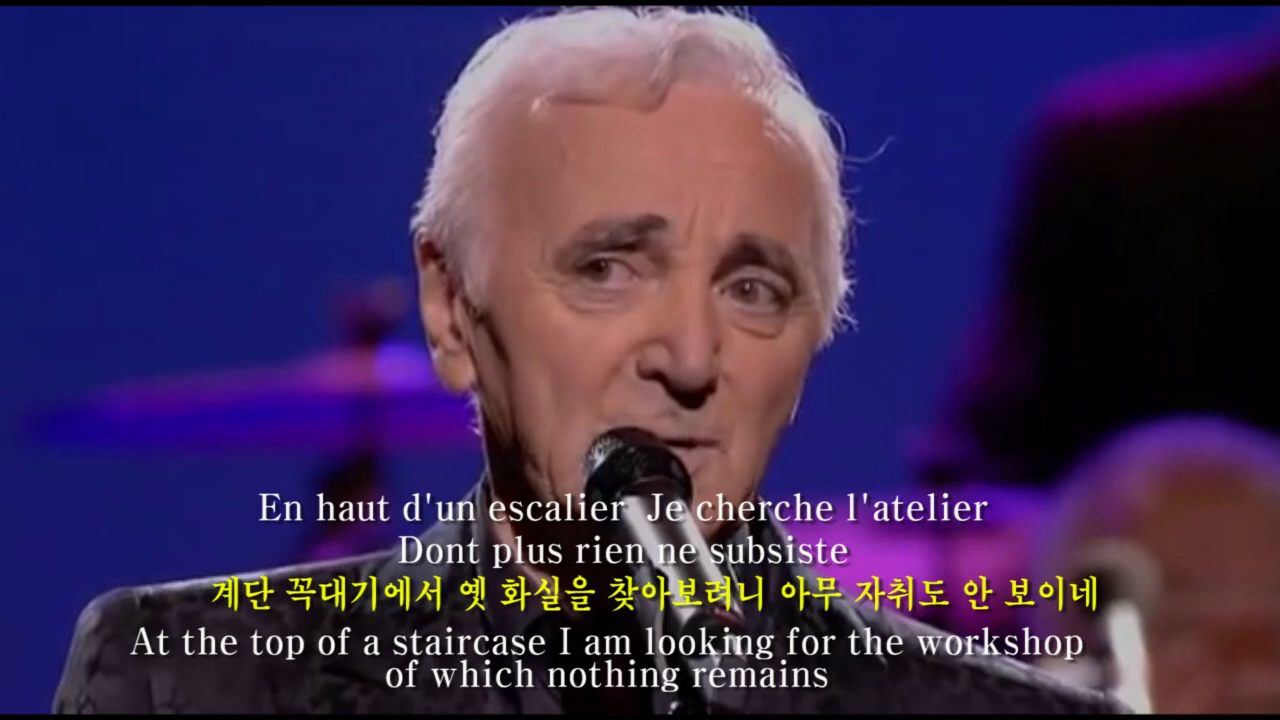 En haut d'un escalier Je cherche l'atelier
Dont plus rien ne subsiste
계단 꼭대기에서 옛 화실을 찾아보려니 아무 자취도 안 보이네
At the top of a staircase I am looking for the workshop
of which nothing remains